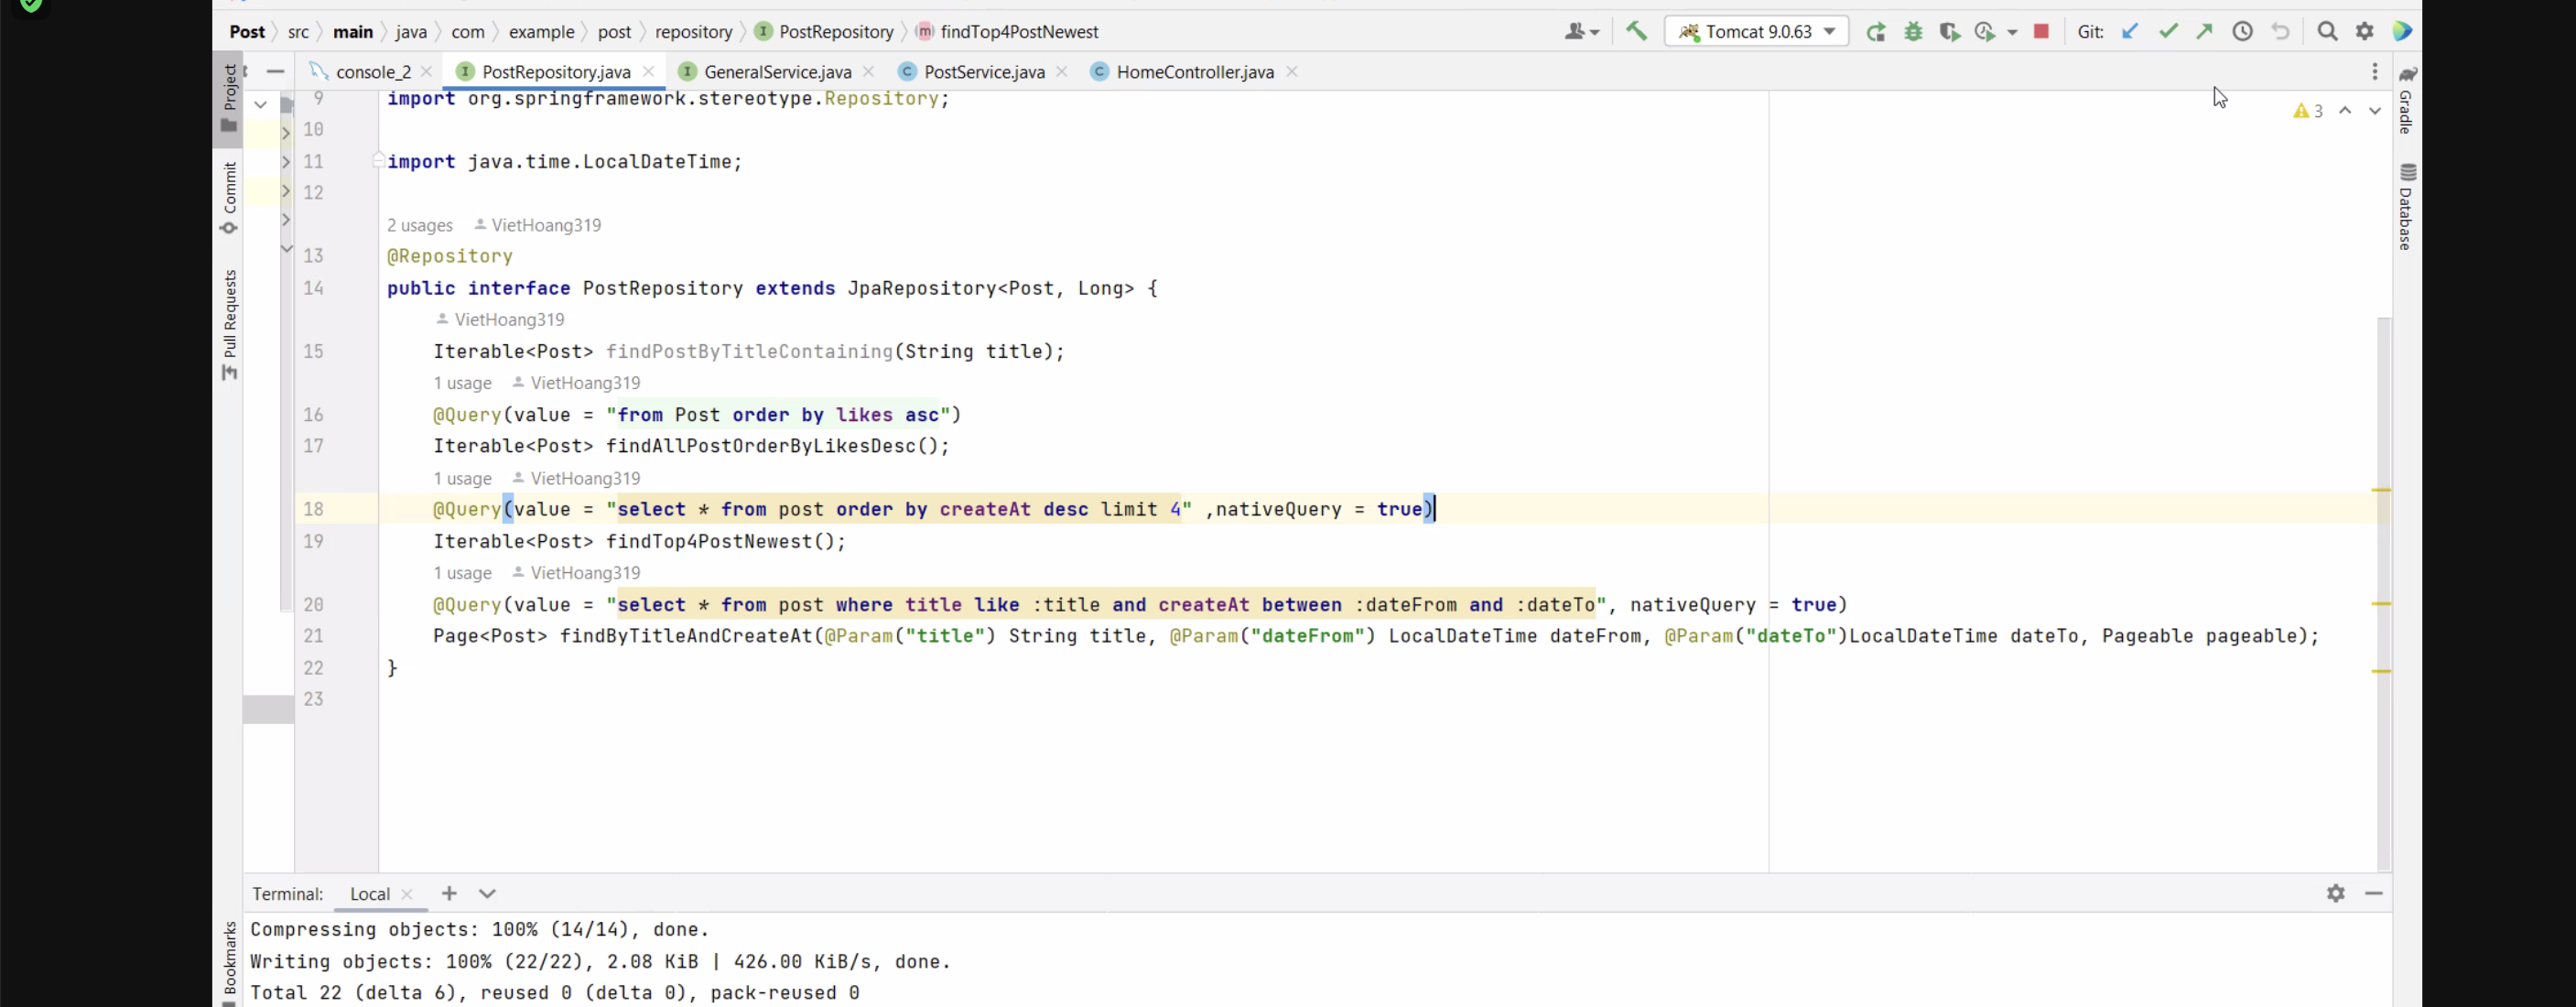 Post src main java com example post repository PostRepository findTop4PostNewest Tomcat 9.0.63 Git:
console_2 PostRepository.java GeneralService.java PostService.java HomeController.java
Project
Commit
Pull Requests
Bookmarks
Gradle
Database
3
9 import org.springframework.stereotype.Repository;
10
11 import java.time.LocalDateTime;
12
2 usages VietHoang319
13 @Repository
14 public interface PostRepository extends JpaRepository<Post, Long> {
VietHoang319
15 Iterable<Post> findPostByTitleContaining(String title);
1 usage VietHoang319
16 @Query(value = "from Post order by likes asc")
17 Iterable<Post> findAllPostOrderByLikesDesc();
1 usage VietHoang319
18 @Query(value = "select * from post order by createAt desc limit 4" ,nativeQuery = true)
19 Iterable<Post> findTop4PostNewest();
1 usage VietHoang319
20 @Query(value = "select * from post where title like :title and createAt between :dateFrom and :dateTo", nativeQuery = true)
21 Page<Post> findByTitleAndCreateAt(@Param("title") String title, @Param("dateFrom") LocalDateTime dateFrom, @Param("dateTo")LocalDateTime dateTo, Pageable pageable);
22 }
23
Terminal: Local
Compressing objects: 100% (14/14), done.
Writing objects: 100% (22/22), 2.08 KiB | 426.00 KiB/s, done.
Total 22 (delta 6), reused 0 (delta 0), pack-reused 0